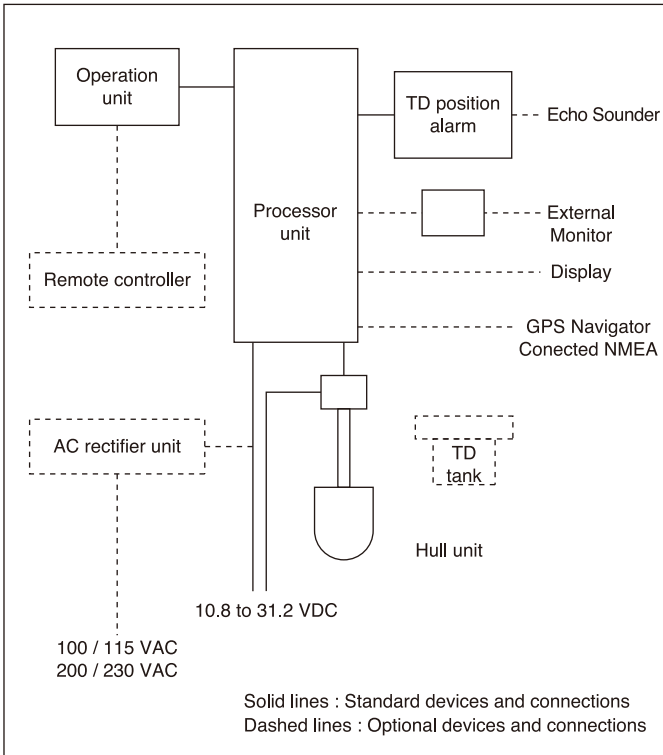 Operation
unit
TD position
alarm
Echo Sounder
Processor
unit
External
Monitor
Remote controller
Display
GPS Navigator
Conected NMEA
AC rectifier unit
TD
tank
Hull unit
10.8 to 31.2 VDC
100 / 115 VAC
200 / 230 VAC
Solid lines : Standard devices and connections
Dashed lines : Optional devices and connections